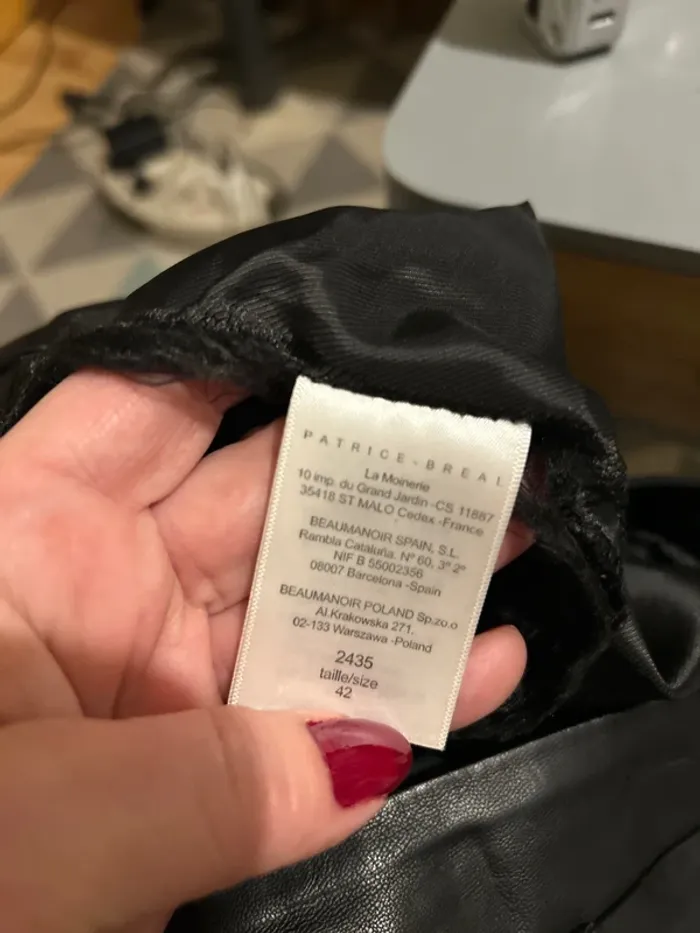 PATRICE-BREAL
La Moinerie
10 imp. du Grand Jardin -CS 11887
35418 ST MALO Cedex -France
BEAUMANOIR SPAIN, S.L.
Rambla Cataluña. Nº 60, 3º 2º
NIF B 55002356
08007 Barcelona -Spain
BEAUMANOIR POLAND Sp.zo.o
Al.Krakowska 271.
02-133 Warszawa -Poland
2435
taille/size
42